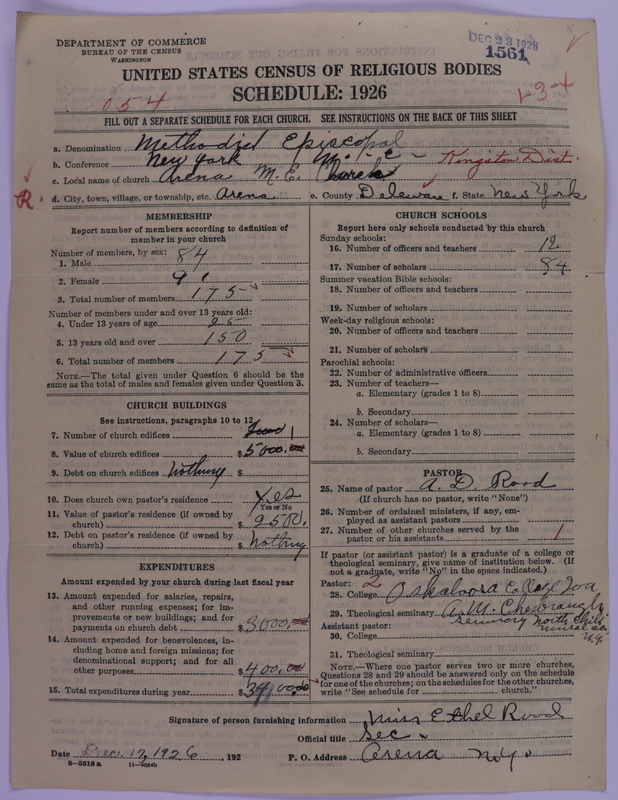 DEPARTMENT OF COMMERCE
BUREAU OF THE CENSUS
WASHINGTON
DEC 23 1926
1561
UNITED STATES CENSUS OF RELIGIOUS BODIES
SCHEDULE: 1926
054
1-34
FILL OUT A SEPARATE SCHEDULE FOR EACH CHURCH. SEE INSTRUCTIONS ON THE BACK OF THIS SHEET
a. Denomination Methodist Episcopal
b. Conference New York M-E- Kingston Dist.
c. Local name of church Arena M.E. Church
R. d. City, town, village, or township, etc. Arena e. County Deleware f. State New York
MEMBERSHIP
Report number of members according to definition of
member in your church
Number of members, by sex:
1. Male 84
2. Female 91
3. Total number of members 175
Number of members under and over 13 years old:
4. Under 13 years of age 25
5. 13 years old and over 150
6. Total number of members 175
NOTE.—The total given under Question 6 should be
same as the total of males and females given under Question 3.
CHURCH BUILDINGS
See instructions, paragraphs 10 to 12
7. Number of church edifices 1
8. Value of church edifices $5000.00
9. Debt on church edifices Nothing $
10. Does church own pastor's residence Yes
Yes or No
11. Value of pastor's residence (if owned by
church) $
12. Debt on pastor's residence (if owned by
church) $ Nothing
EXPENDITURES
Amount expended by your church during last fiscal year
13. Amount expended for salaries, repairs,
and other running expenses; for im-
provements or new buildings; and for
payments on church debt $3000.00
14. Amount expended for benevolences, in-
cluding home and foreign missions; for
denominational support; and for all
other purposes $400.00
15. Total expenditures during year $3400.00
CHURCH SCHOOLS
Report here only schools conducted by this church
Sunday schools:
16. Number of officers and teachers 12
17. Number of scholars 84
Summer vacation Bible schools:
18. Number of officers and teachers
19. Number of scholars
Week-day religious schools:
20. Number of officers and teachers
21. Number of scholars
Parochial schools:
22. Number of administrative officers
23. Number of teachers—
a. Elementary (grades 1 to 8)
b. Secondary
24. Number of scholars—
a. Elementary (grades 1 to 8)
b. Secondary
PASTOR
25. Name of pastor A. D. Rood
(If church has no pastor, write "None")
26. Number of ordained ministers, if any, em-
ployed as assistant pastors
27. Number of other churches served by the
pastor or his assistants 1
If pastor (or assistant pastor) is a graduate of a college or
theological seminary, give name of institution below. (If
not a graduate, write "No" in the space indicated.)
Pastor: 2
28. College Oskaloosa College Ioa
29. Theological seminary A.M. Chesbrough
Seminary North Chili
Assistant pastor:
N.Y.
30. College
31. Theological seminary
NOTE.—Where one pastor serves two or more churches,
Questions 28 and 29 should be answered only on the schedule
for one of the churches; on the schedules for the other churches,
write "See schedule for church."
Signature of person furnishing information Miss Ethel Rood
Official title Sec.
Date Dec. 17, 1926, 192 P. O. Address Arena N.Y.
8—5518 a 11—9064b